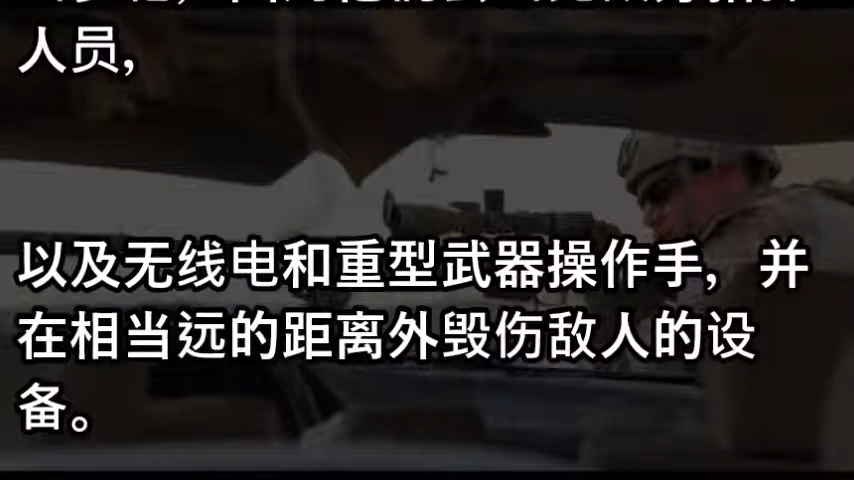 人员,
以及无线电和重型武器操作手, 并
在相当远的距离外毁伤敌人的设
备。